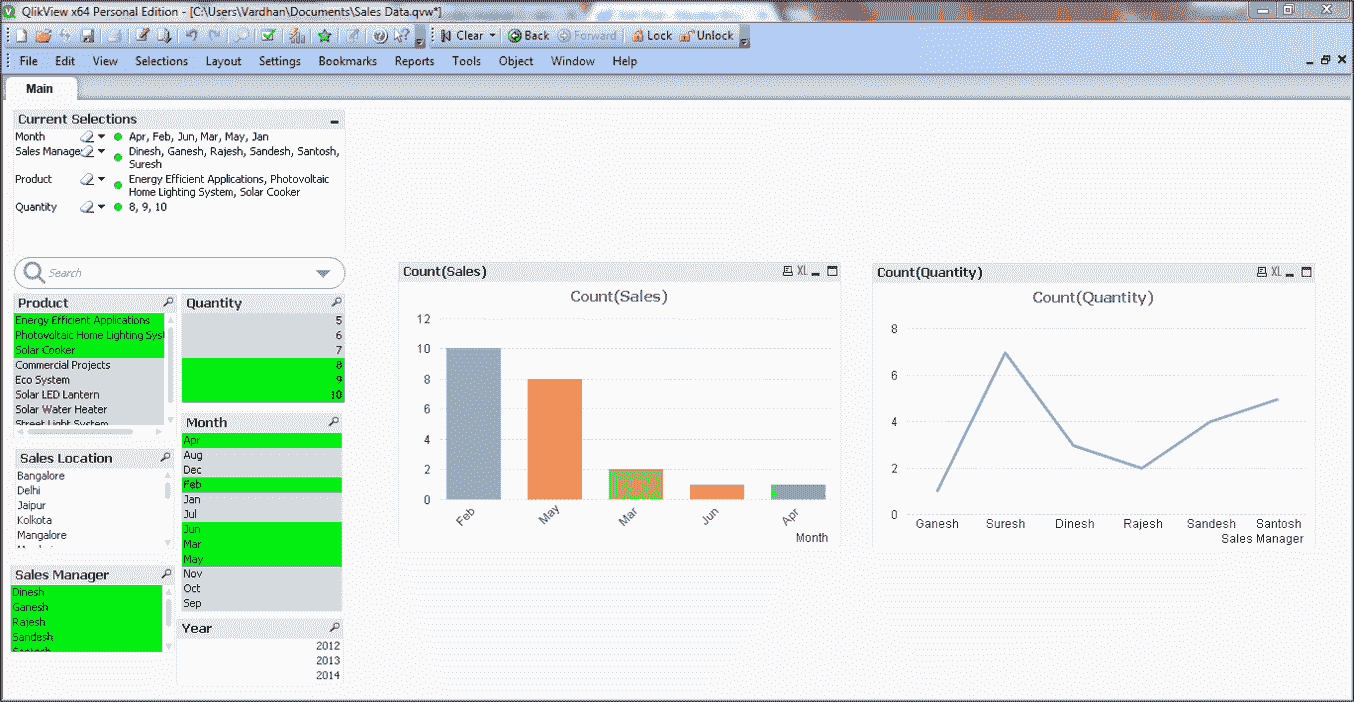 QlikView x64 Personal Edition - [C:\Users\Vardhan\Documents\Sales Data.qvw*]
Clear Back Forward Lock Unlock
File Edit View Selections Layout Settings Bookmarks Reports Tools Object Window Help
Main
Current Selections
Month Apr, Feb, Jun, Mar, May, Jan
Sales Manage Dinesh, Ganesh, Rajesh, Sandesh, Santosh,
Suresh
Product Energy Efficient Applications, Photovoltaic
Home Lighting System, Solar Cooker
Quantity 8, 9, 10
Search
Product
Energy Efficient Applications
Photovoltaic Home Lighting Syst
Solar Cooker
Commercial Projects
Eco System
Solar LED Lantern
Solar Water Heater
Street Light System
Quantity
5
6
7
8
9
10
Sales Location
Bangalore
Delhi
Jaipur
Kolkota
Mangalore
Month
Apr
Aug
Dec
Feb
Jan
Jul
Jun
Mar
May
Nov
Oct
Sep
Sales Manager
Dinesh
Ganesh
Rajesh
Sandesh
Santosh
Year
2012
2013
2014
Count(Sales) XL
Count(Sales)
12
10
8
6
4
2
0
Feb May Mar Jun Apr
Month
Count(Quantity) XL
Count(Quantity)
8
6
4
2
0
Ganesh Suresh Dinesh Rajesh Sandesh Santosh
Sales Manager